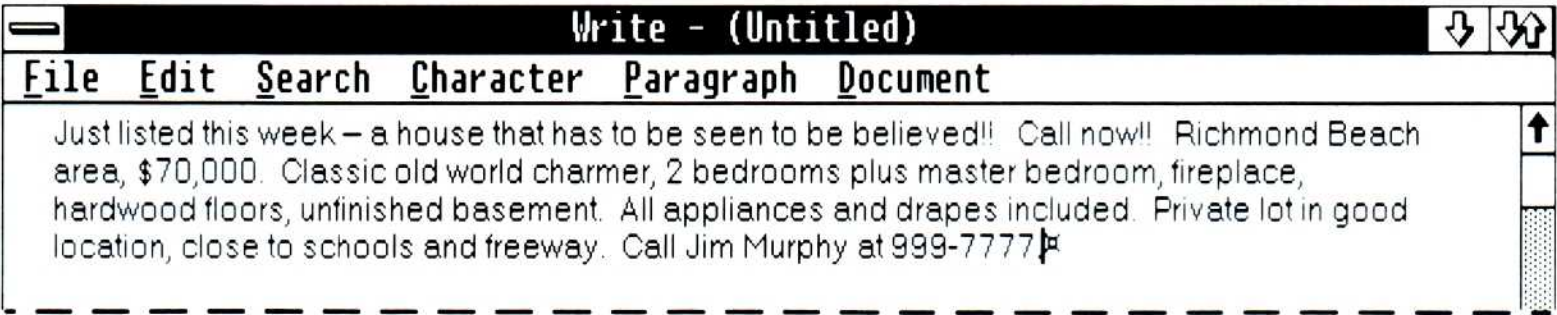 Write - (Untitled)
File Edit Search Character Paragraph Document
Just listed this week – a house that has to be seen to be believed!! Call now!! Richmond Beach
area, $70,000. Classic old world charmer, 2 bedrooms plus master bedroom, fireplace,
hardwood floors, unfinished basement. All appliances and drapes included. Private lot in good
location, close to schools and freeway. Call Jim Murphy at 999-7777¤